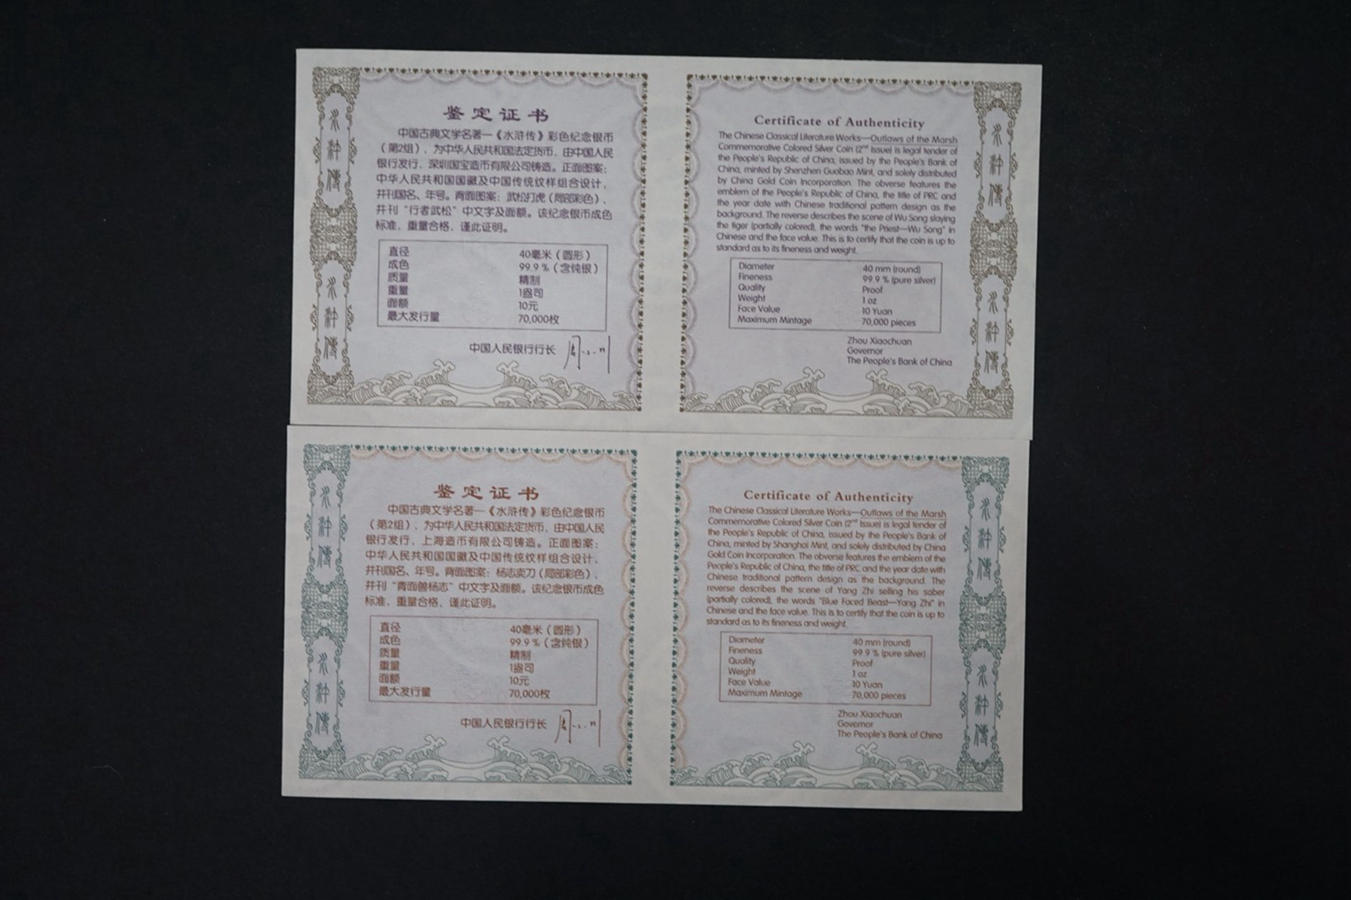 鉴定证书
中国古典文学名著—《水浒传》彩色纪念银币
（第2组），为中华人民共和国法定货币，由中国人民
银行发行，深圳国宝造币有限公司铸造。正面图案：
中华人民共和国国徽及中国传统纹样组合设计，
并刊国名、年号。背面图案：武松打虎（局部彩色），
并刊“行者武松”中文字及面额。该纪念银币成色
标准，重量合格，谨此证明。
直径 40毫米（圆形）
成色 99.9％（含纯银）
质量 精制
重量 1盎司
面额 10元
最大发行量 70,000枚
中国人民银行行长
Certificate of Authenticity
The Chinese Classical Literature Works—Outlaws of the Marsh
Commemorative Colored Silver Coin (2nd Issue) is legal tender of
the People's Republic of China, issued by the People's Bank of
China, minted by Shenzhen Guobao Mint, and solely distributed
by China Gold Coin Incorporation. The obverse features the
emblem of the People's Republic of China, the title of PRC and
the year date with Chinese traditional pattern design as the
background. The reverse describes the scene of Wu Song slaying
the tiger (partially colored), the words "the Priest—Wu Song" in
Chinese and the face value. This is to certify that the coin is up to
standard as to its fineness and weight.
Diameter 40 mm (round)
Fineness 99.9 % (pure silver)
Quality Proof
Weight 1 oz
Face Value 10 Yuan
Maximum Mintage 70,000 pieces
Zhou Xiaochuan
Governor
The People's Bank of China
水浒傳
水浒傳
水浒傳
水浒傳
鉴定证书
中国古典文学名著—《水浒传》彩色纪念银币
（第2组），为中华人民共和国法定货币，由中国人民
银行发行，上海造币有限公司铸造。正面图案：
中华人民共和国国徽及中国传统纹样组合设计，
并刊国名、年号。背面图案：杨志卖刀（局部彩色），
并刊“青面兽杨志”中文字及面额。该纪念银币成色
标准，重量合格，谨此证明。
直径 40毫米（圆形）
成色 99.9％（含纯银）
质量 精制
重量 1盎司
面额 10元
最大发行量 70,000枚
中国人民银行行长
Certificate of Authenticity
The Chinese Classical Literature Works—Outlaws of the Marsh
Commemorative Colored Silver Coin (2nd Issue) is legal tender of
the People's Republic of China, issued by the People's Bank of
China, minted by Shanghai Mint, and solely distributed by China
Gold Coin Incorporation. The obverse features the emblem of the
People's Republic of China, the title of PRC and the year date with
Chinese traditional pattern design as the background. The
reverse describes the scene of Yang Zhi selling his saber
(partially colored), the words "Blue Faced Beast—Yang Zhi" in
Chinese and the face value. This is to certify that the coin is up to
standard as to its fineness and weight.
Diameter 40 mm (round)
Fineness 99.9 % (pure silver)
Quality Proof
Weight 1 oz
Face Value 10 Yuan
Maximum Mintage 70,000 pieces
Zhou Xiaochuan
Governor
The People's Bank of China
水浒傳
水浒傳
水浒傳
水浒傳